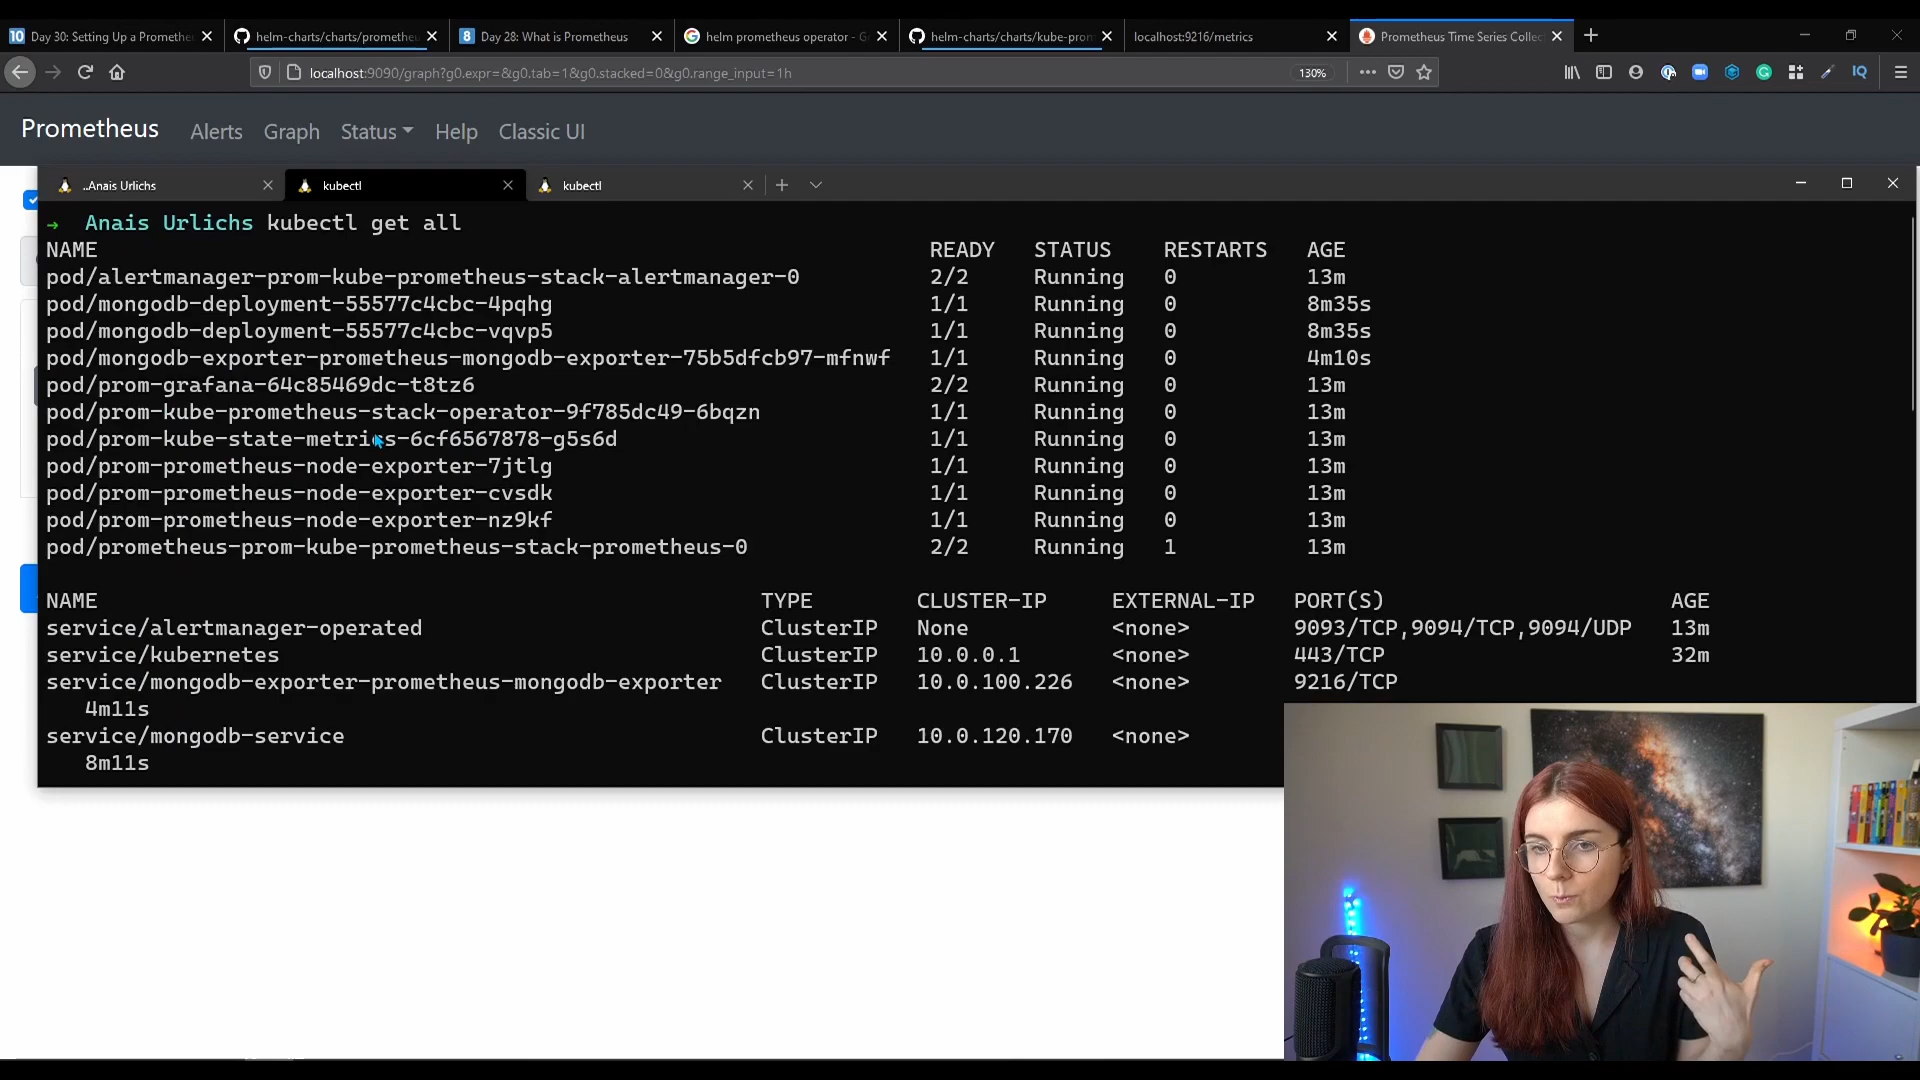 Day 30: Setting Up a Promethe
helm-charts/charts/prometheu
Day 28: What is Prometheus
helm prometheus operator - G
helm-charts/charts/kube-prom
localhost:9216/metrics
Prometheus Time Series Collec
localhost:9090/graph?g0.expr=&g0.tab=1&g0.stacked=0&g0.range_input=1h
130%
Prometheus Alerts Graph Status Help Classic UI
..Anais Urlichs
kubectl
kubectl
→ Anais Urlichs kubectl get all
NAME READY STATUS RESTARTS AGE
pod/alertmanager-prom-kube-prometheus-stack-alertmanager-0 2/2 Running 0 13m
pod/mongodb-deployment-55577c4cbc-4pqhg 1/1 Running 0 8m35s
pod/mongodb-deployment-55577c4cbc-vqvp5 1/1 Running 0 8m35s
pod/mongodb-exporter-prometheus-mongodb-exporter-75b5dfcb97-mfnwf 1/1 Running 0 4m10s
pod/prom-grafana-64c85469dc-t8tz6 2/2 Running 0 13m
pod/prom-kube-prometheus-stack-operator-9f785dc49-6bqzn 1/1 Running 0 13m
pod/prom-kube-state-metrics-6cf6567878-g5s6d 1/1 Running 0 13m
pod/prom-prometheus-node-exporter-7jtlg 1/1 Running 0 13m
pod/prom-prometheus-node-exporter-cvsdk 1/1 Running 0 13m
pod/prom-prometheus-node-exporter-nz9kf 1/1 Running 0 13m
pod/prometheus-prom-kube-prometheus-stack-prometheus-0 2/2 Running 1 13m
NAME TYPE CLUSTER-IP EXTERNAL-IP PORT(S) AGE
service/alertmanager-operated ClusterIP None <none> 9093/TCP,9094/TCP,9094/UDP 13m
service/kubernetes ClusterIP 10.0.0.1 <none> 443/TCP 32m
service/mongodb-exporter-prometheus-mongodb-exporter ClusterIP 10.0.100.226 <none> 9216/TCP
4m11s
service/mongodb-service ClusterIP 10.0.120.170 <none>
8m11s